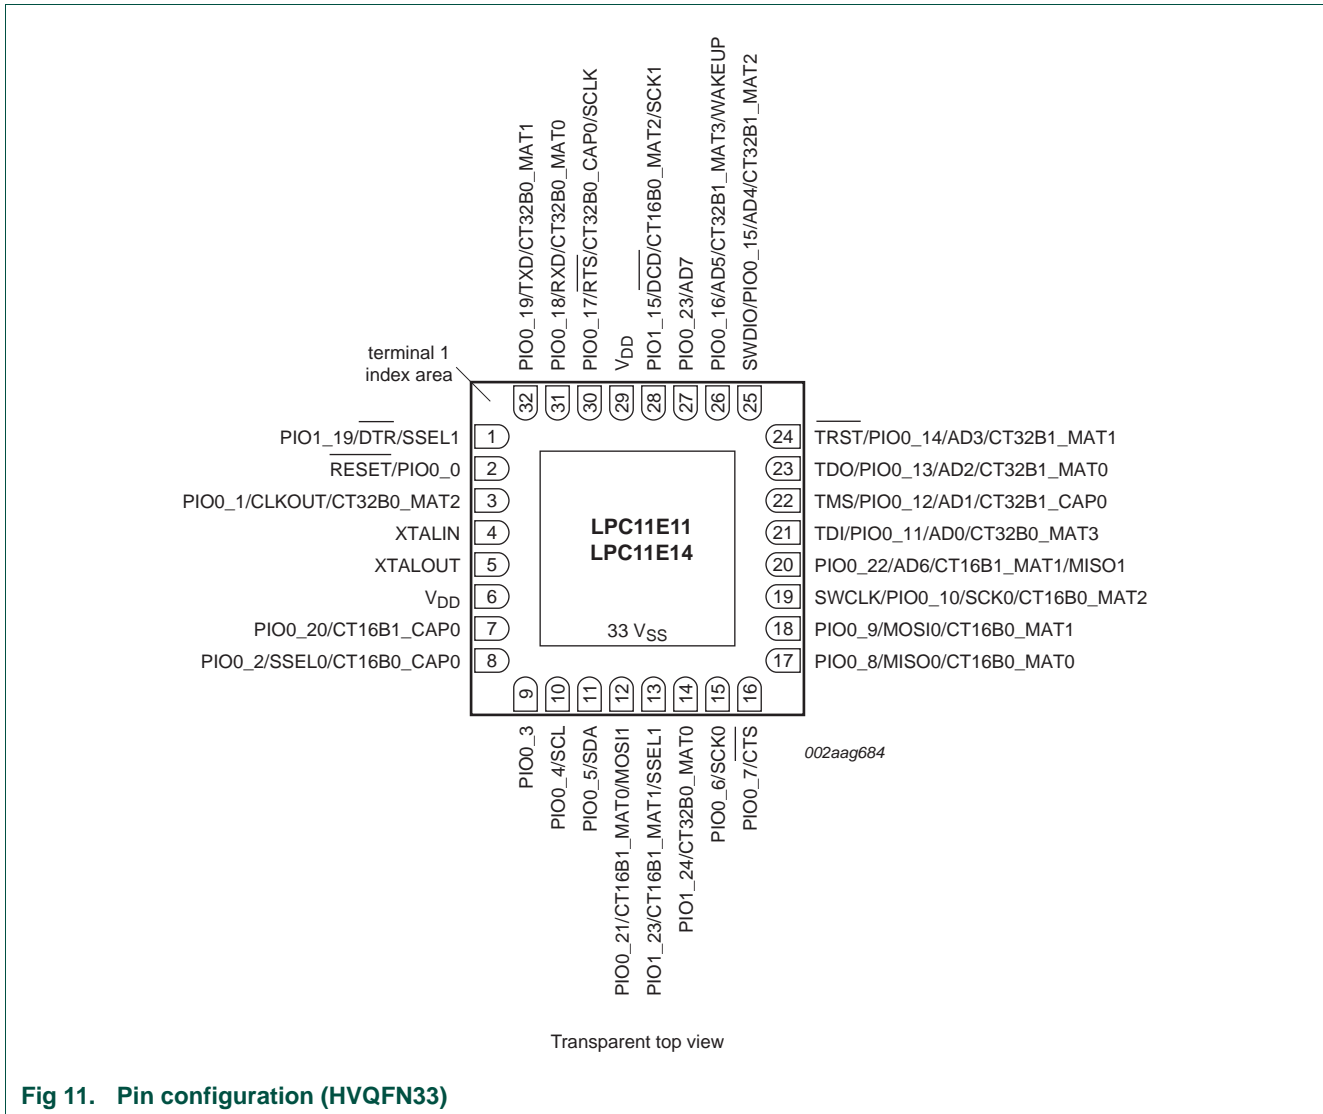 PIO0_19/TXD/CT32B0_MAT1
PIO0_18/RXD/CT32B0_MAT0
PIO0_17/RTS/CT32B0_CAP0/SCLK
VDD
PIO1_15/DCD/CT16B0_MAT2/SCK1
PIO0_23/AD7
PIO0_16/AD5/CT32B1_MAT3/WAKEUP
SWDIO/PIO0_15/AD4/CT32B1_MAT2
terminal 1
index area
32
31
30
29
28
27
26
25
PIO1_19/DTR/SSEL1 1
RESET/PIO0_0 2
PIO0_1/CLKOUT/CT32B0_MAT2 3
XTALIN 4
XTALOUT 5
VDD 6
PIO0_20/CT16B1_CAP0 7
PIO0_2/SSEL0/CT16B0_CAP0 8
LPC11E11
LPC11E14
33 VSS
24 TRST/PIO0_14/AD3/CT32B1_MAT1
23 TDO/PIO0_13/AD2/CT32B1_MAT0
22 TMS/PIO0_12/AD1/CT32B1_CAP0
21 TDI/PIO0_11/AD0/CT32B0_MAT3
20 PIO0_22/AD6/CT16B1_MAT1/MISO1
19 SWCLK/PIO0_10/SCK0/CT16B0_MAT2
18 PIO0_9/MOSI0/CT16B0_MAT1
17 PIO0_8/MISO0/CT16B0_MAT0
9
10
11
12
13
14
15
16
PIO0_3
PIO0_4/SCL
PIO0_5/SDA
PIO0_21/CT16B1_MAT0/MOSI1
PIO1_23/CT16B1_MAT1/SSEL1
PIO1_24/CT32B0_MAT0
PIO0_6/SCK0
PIO0_7/CTS
002aag684
Transparent top view
Fig 11. Pin configuration (HVQFN33)